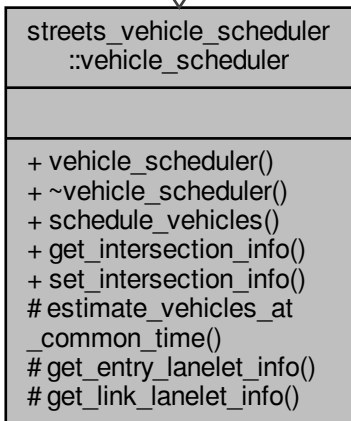 streets_vehicle_scheduler
::vehicle_scheduler
+ vehicle_scheduler()
+ ~vehicle_scheduler()
+ schedule_vehicles()
+ get_intersection_info()
+ set_intersection_info()
# estimate_vehicles_at
_common_time()
# get_entry_lanelet_info()
# get_link_lanelet_info()